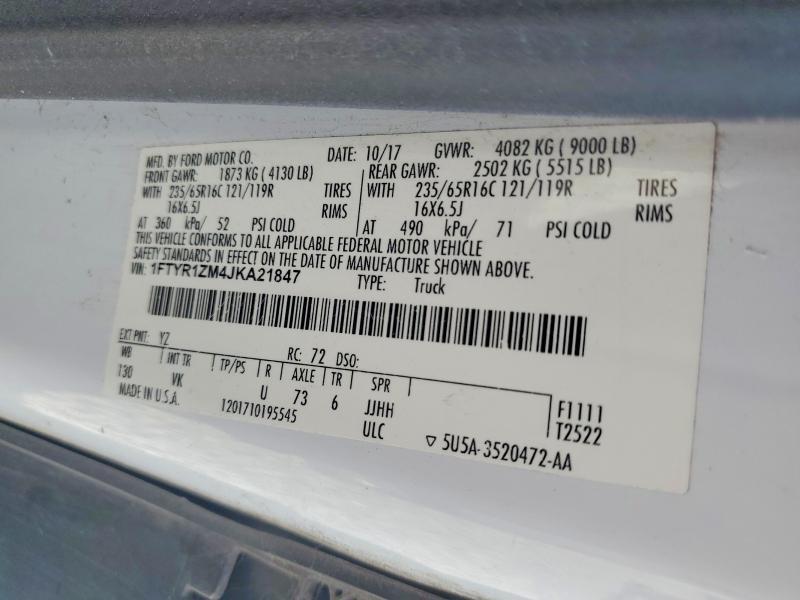 MFD. BY FORD MOTOR CO. DATE: 10/17 GVWR: 4082 KG ( 9000 LB)
FRONT GAWR: 1873 KG ( 4130 LB) REAR GAWR: 2502 KG ( 5515 LB)
WITH 235/65R16C 121/119R TIRES WITH 235/65R16C 121/119R TIRES
16X6.5J RIMS 16X6.5J RIMS
AT 360 kPa/ 52 PSI COLD AT 490 kPa/ 71 PSI COLD
THIS VEHICLE CONFORMS TO ALL APPLICABLE FEDERAL MOTOR VEHICLE
SAFETY STANDARDS IN EFFECT ON THE DATE OF MANUFACTURE SHOWN ABOVE.
VIN: 1FTYR1ZM4JKA21847 TYPE: Truck
EXT PNT: YZ RC: 72 DSO:
WB INT TR TP/PS R AXLE TR SPR
130 VK U 73 6 JJHH F1111
MADE IN U.S.A. 1201710195545 ULC T2522
5U5A-3520472-AA